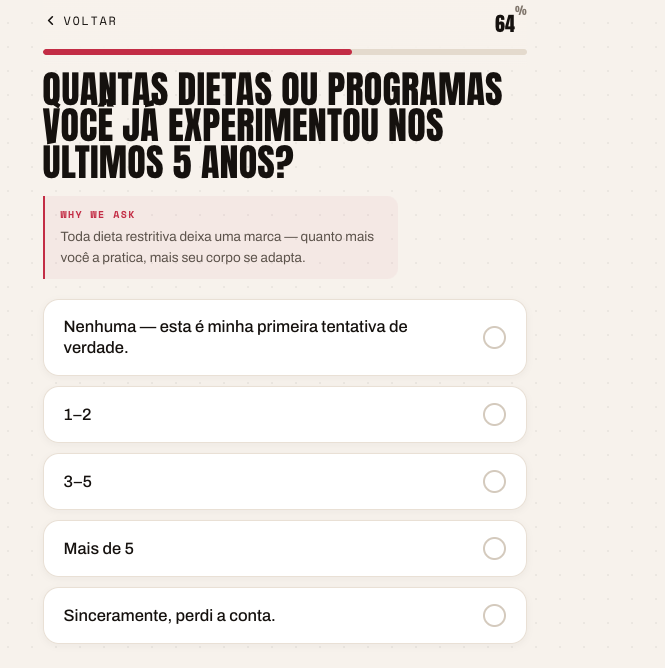 VOLTAR
64%
QUANTAS DIETAS OU PROGRAMAS
VOCÊ JÁ EXPERIMENTOU NOS
ÚLTIMOS 5 ANOS?
WHY WE ASK
Toda dieta restritiva deixa uma marca — quanto mais
você a pratica, mais seu corpo se adapta.
Nenhuma — esta é minha primeira tentativa de
verdade.
1–2
3–5
Mais de 5
Sinceramente, perdi a conta.